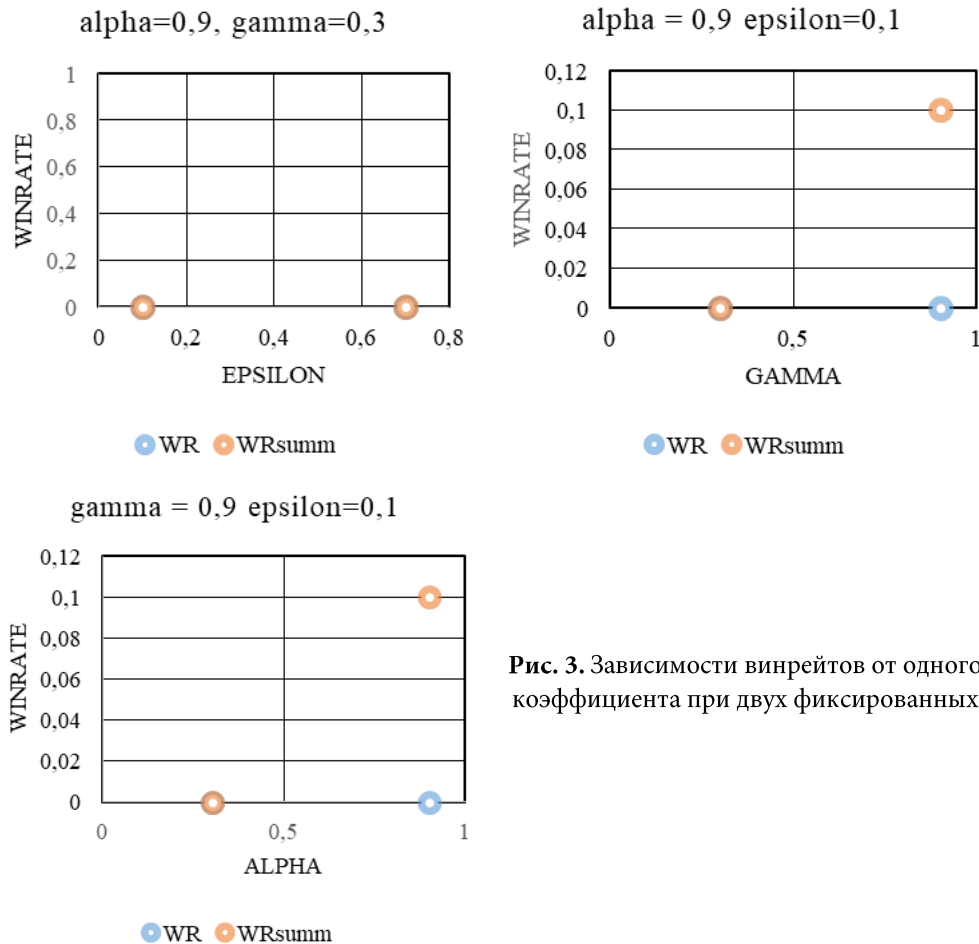 alpha=0,9, gamma=0,3
WINRATE
1
0,8
0,6
0,4
0,2
0
0 0,2 0,4 0,6 0,8
EPSILON
WR WRsumm
alpha = 0,9 epsilon=0,1
WINRATE
0,12
0,1
0,08
0,06
0,04
0,02
0
0 0,5 1
GAMMA
WR WRsumm
gamma = 0,9 epsilon=0,1
WINRATE
0,12
0,1
0,08
0,06
0,04
0,02
0
0 0,5 1
ALPHA
WR WRsumm
Рис. 3. Зависимости винрейтов от одного
коэффициента при двух фиксированных